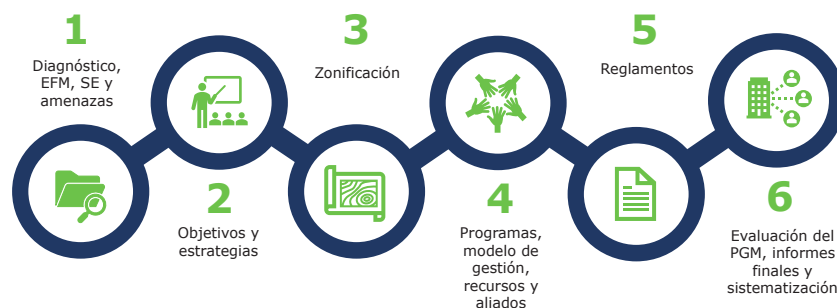 1
Diagnóstico,
EFM, SE y
amenazas
2
Objetivos y
estrategias
3
Zonificación
4
Programas,
modelo de
gestión,
recursos y
aliados
5
Reglamentos
6
Evaluación del
PGM, informes
finales y
sistematización